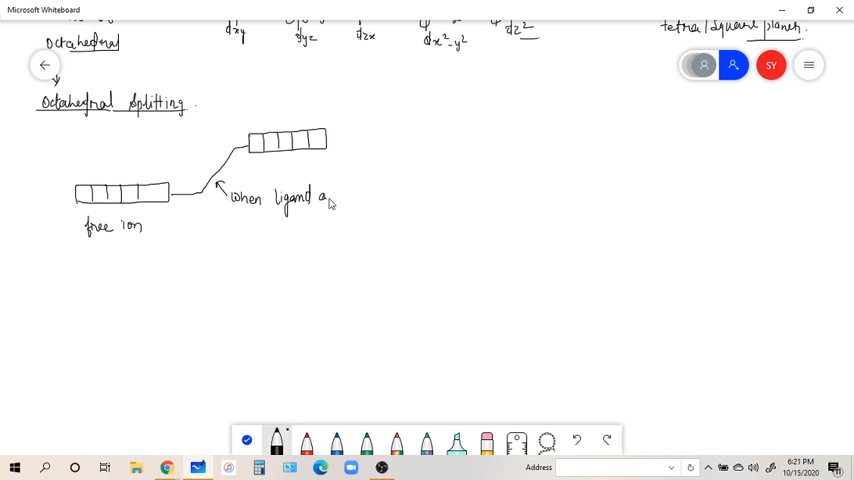 Microsoft Whiteboard
tetra/Square planer.
Octahedral
dxy dyz dzx dx²-y² dz²
SY
Octahedral Splitting.
when ligand a
free ion
Address
6:21 PM
10/15/2020